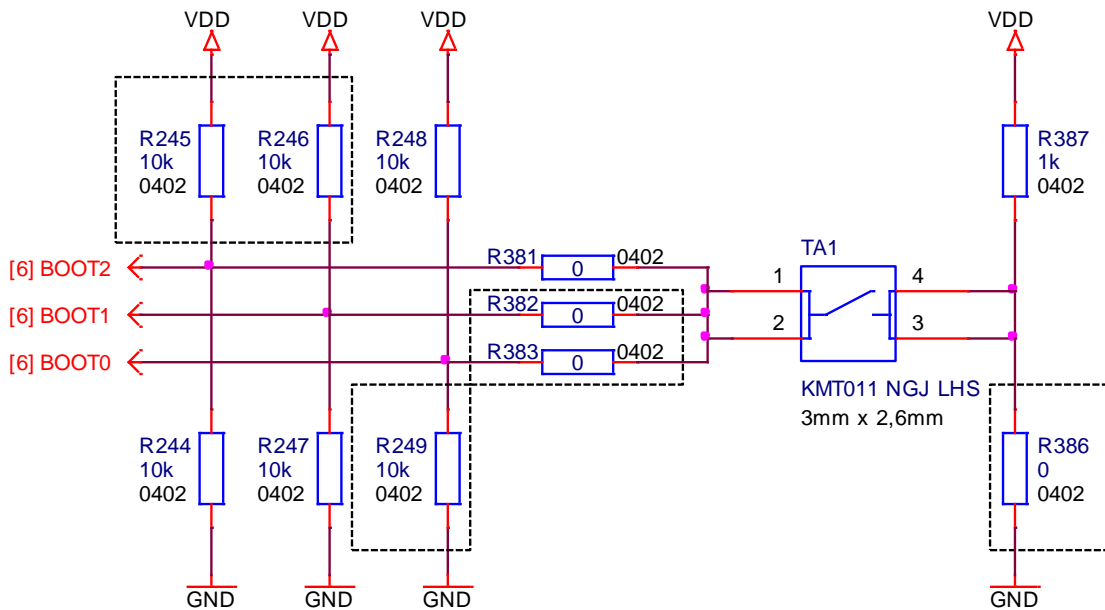 VDD
VDD
VDD
VDD
R245
10k
0402
R246
10k
0402
R248
10k
0402
R387
1k
0402
[6] BOOT2
R381
0
0402
TA1
1
4
[6] BOOT1
R382
0
0402
2
3
[6] BOOT0
R383
0
0402
KMT011 NGJ LHS
3mm x 2,6mm
R244
10k
0402
R247
10k
0402
R249
10k
0402
R386
0
0402
GND
GND
GND
GND